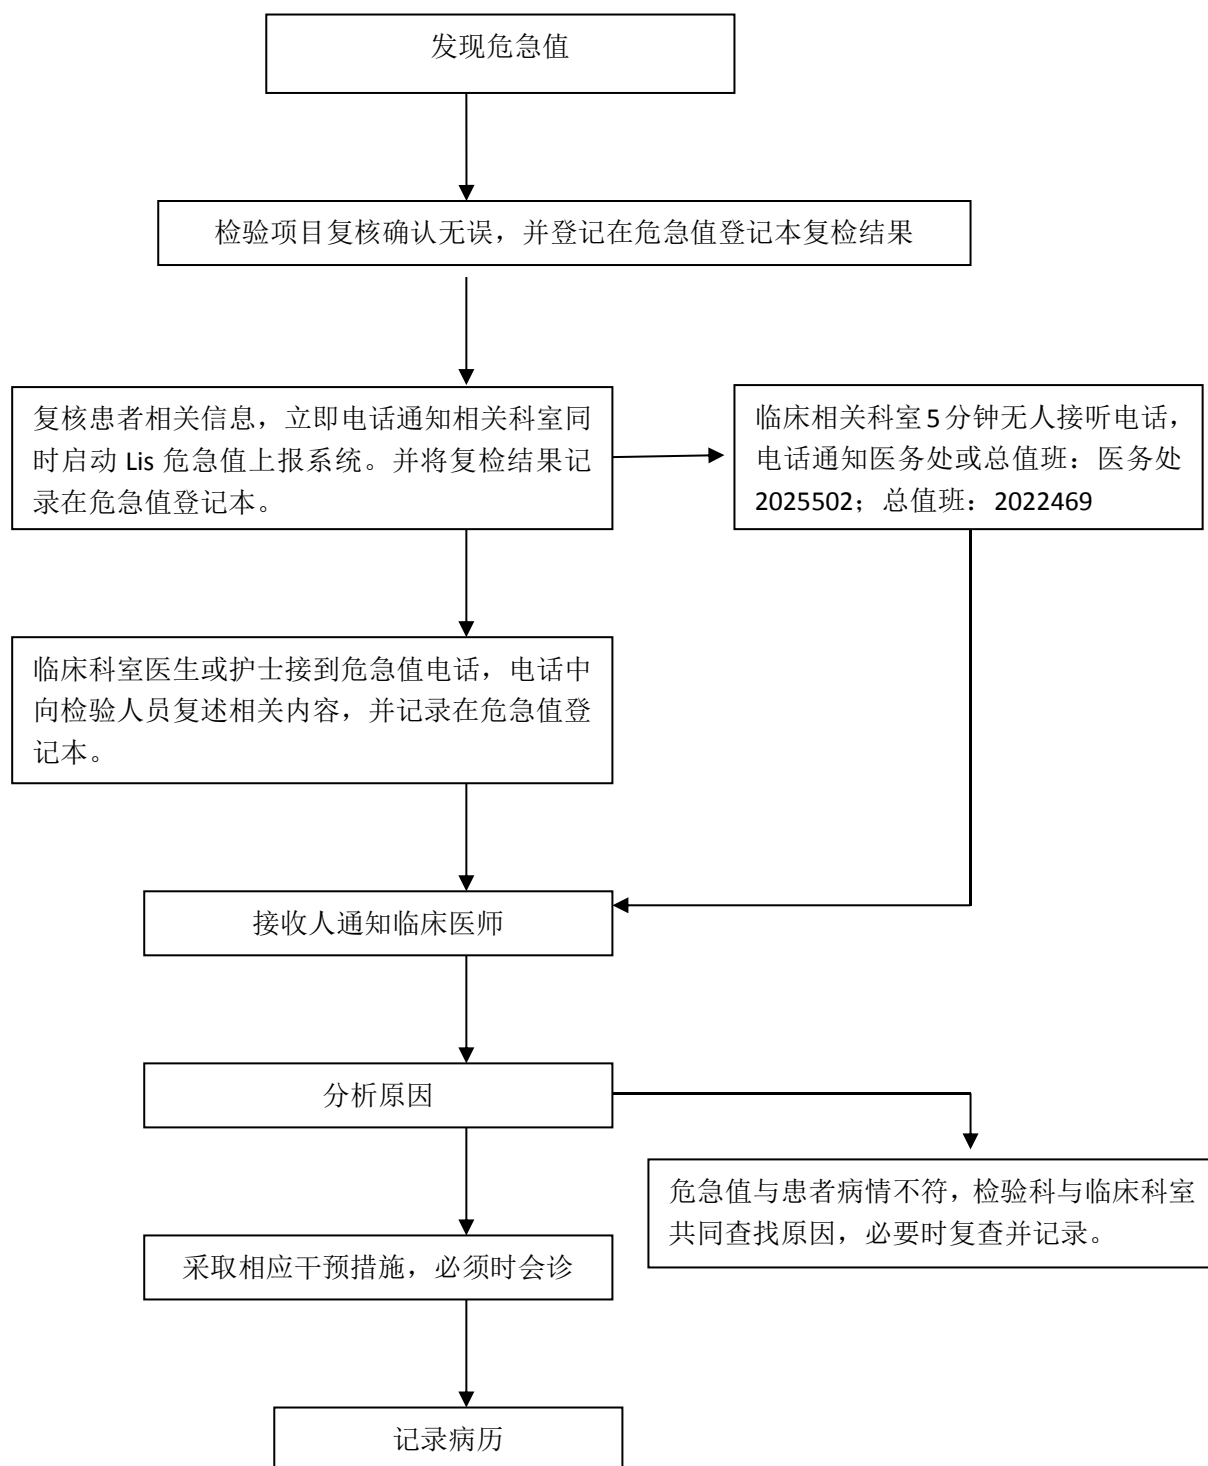 发现危急值
检验项目复核确认无误，并登记在危急值登记本复检结果
复核患者相关信息，立即电话通知相关科室同
时启动 Lis 危急值上报系统。并将复检结果记
录在危急值登记本。
临床相关科室 5 分钟无人接听电话，
电话通知医务处或总值班：医务处
2025502；总值班：2022469
临床科室医生或护士接到危急值电话，电话中
向检验人员复述相关内容，并记录在危急值登
记本。
接收人通知临床医师
分析原因
危急值与患者病情不符，检验科与临床科室
共同查找原因，必要时复查并记录。
采取相应干预措施，必须时会诊
记录病历